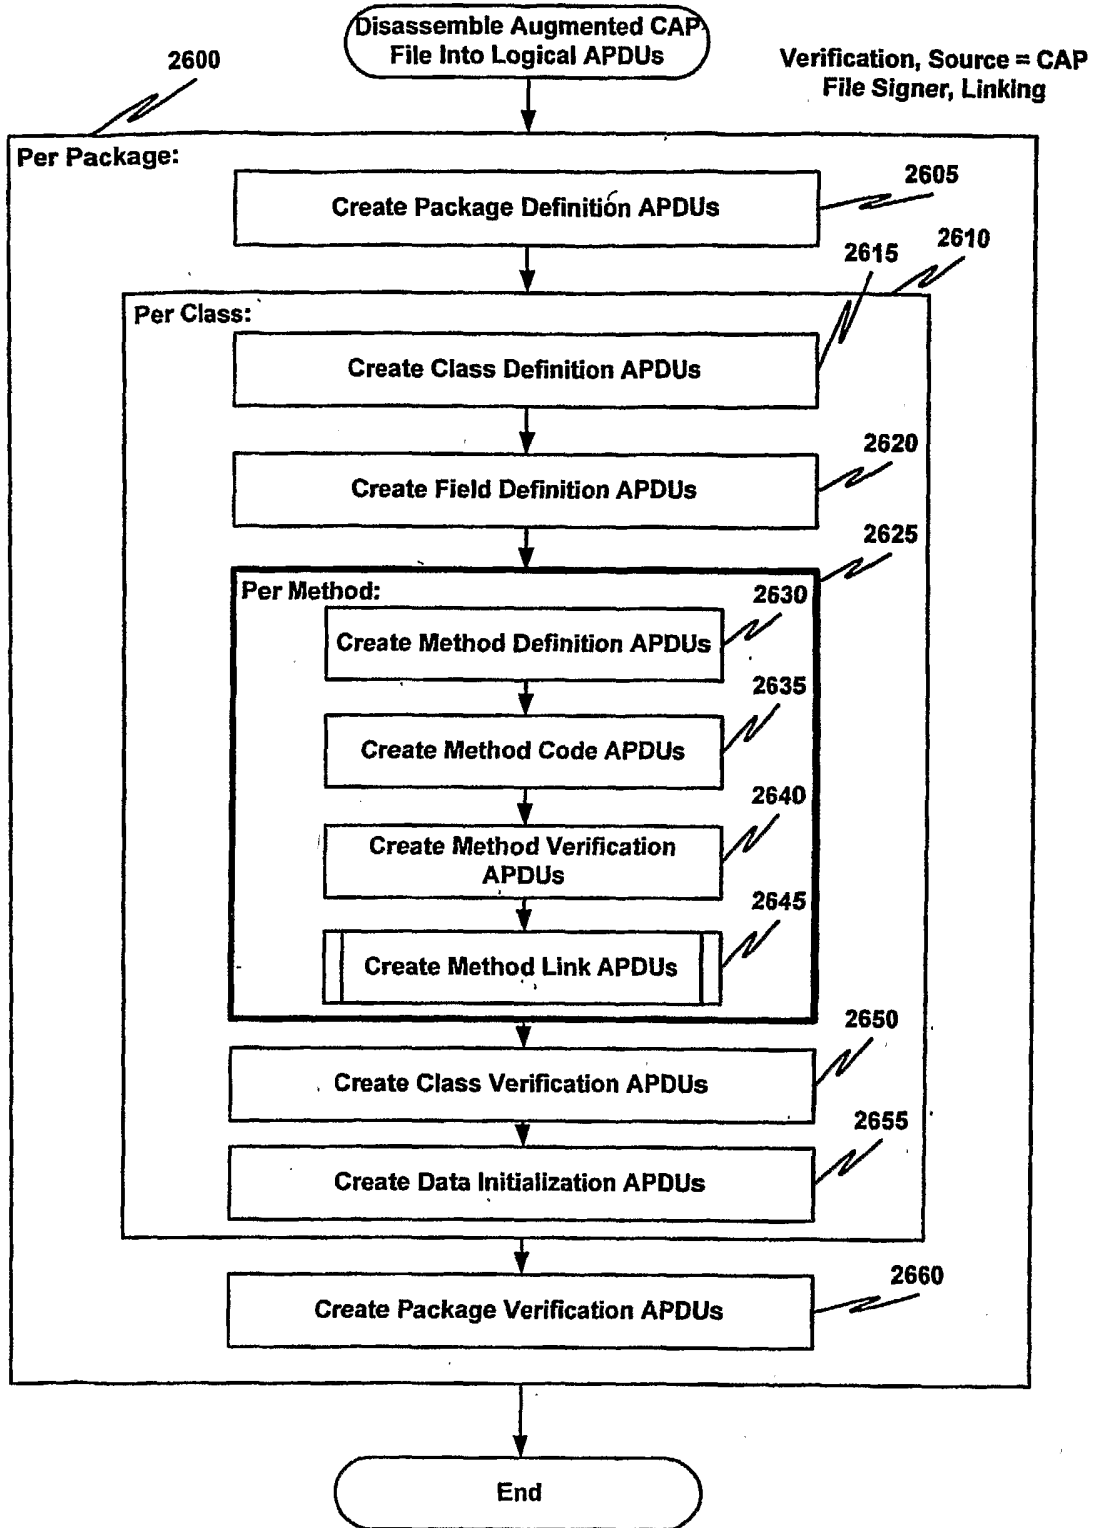 Disassemble Augmented CAP
File Into Logical APDUs
Verification, Source = CAP
File Signer, Linking
2600
Per Package:
2605
Create Package Definition APDUs
2610
2615
Per Class:
Create Class Definition APDUs
2620
Create Field Definition APDUs
2625
Per Method:
2630
Create Method Definition APDUs
2635
Create Method Code APDUs
2640
Create Method Verification
APDUs
2645
Create Method Link APDUs
2650
Create Class Verification APDUs
2655
Create Data Initialization APDUs
2660
Create Package Verification APDUs
End